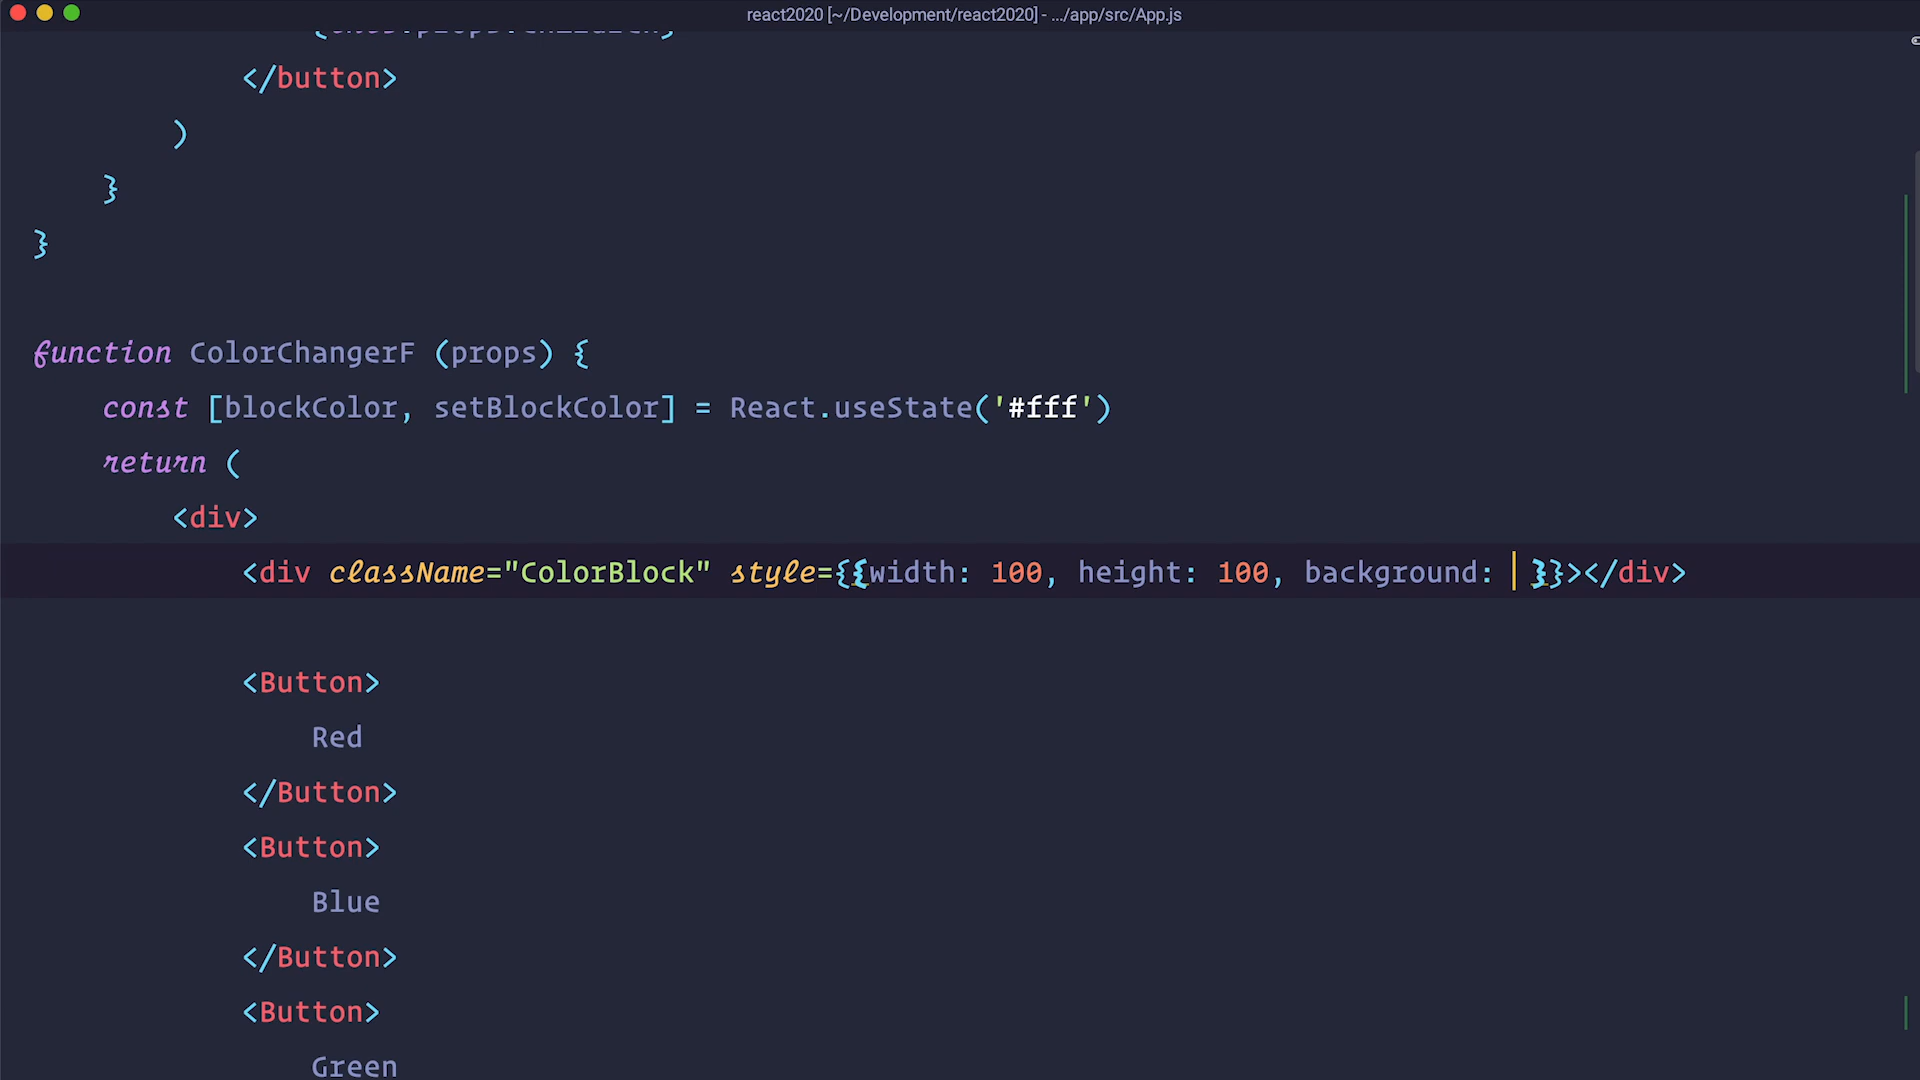 react2020 [~/Development/react2020] - .../app/src/App.js
</button>
)
}
}
function ColorChangerF (props) {
const [blockColor, setBlockColor] = React.useState('#fff')
return (
<div>
<div className="ColorBlock" style={{width: 100, height: 100, background: }}></div>
<Button>
Red
</Button>
<Button>
Blue
</Button>
<Button>
Green